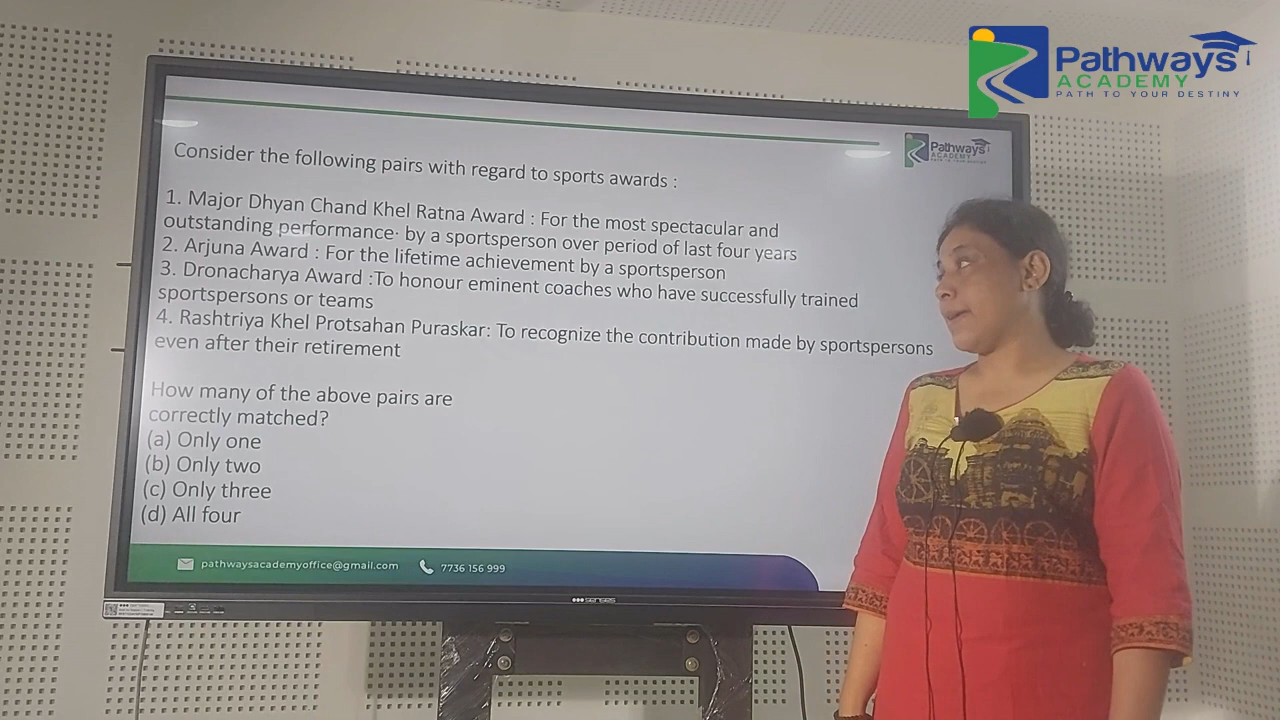 Pathways
ACADEMY
PATH TO YOUR DESTINY
Pathways
ACADEMY
Consider the following pairs with regard to sports awards :
1. Major Dhyan Chand Khel Ratna Award : For the most spectacular and
outstanding performance· by a sportsperson over period of last four years
2. Arjuna Award : For the lifetime achievement by a sportsperson
3. Dronacharya Award :To honour eminent coaches who have successfully trained
sportspersons or teams
4. Rashtriya Khel Protsahan Puraskar: To recognize the contribution made by sportspersons
even after their retirement
How many of the above pairs are
correctly matched?
(a) Only one
(b) Only two
(c) Only three
(d) All four
pathwaysacademyoffice@gmail.com
7736 156 999
senses